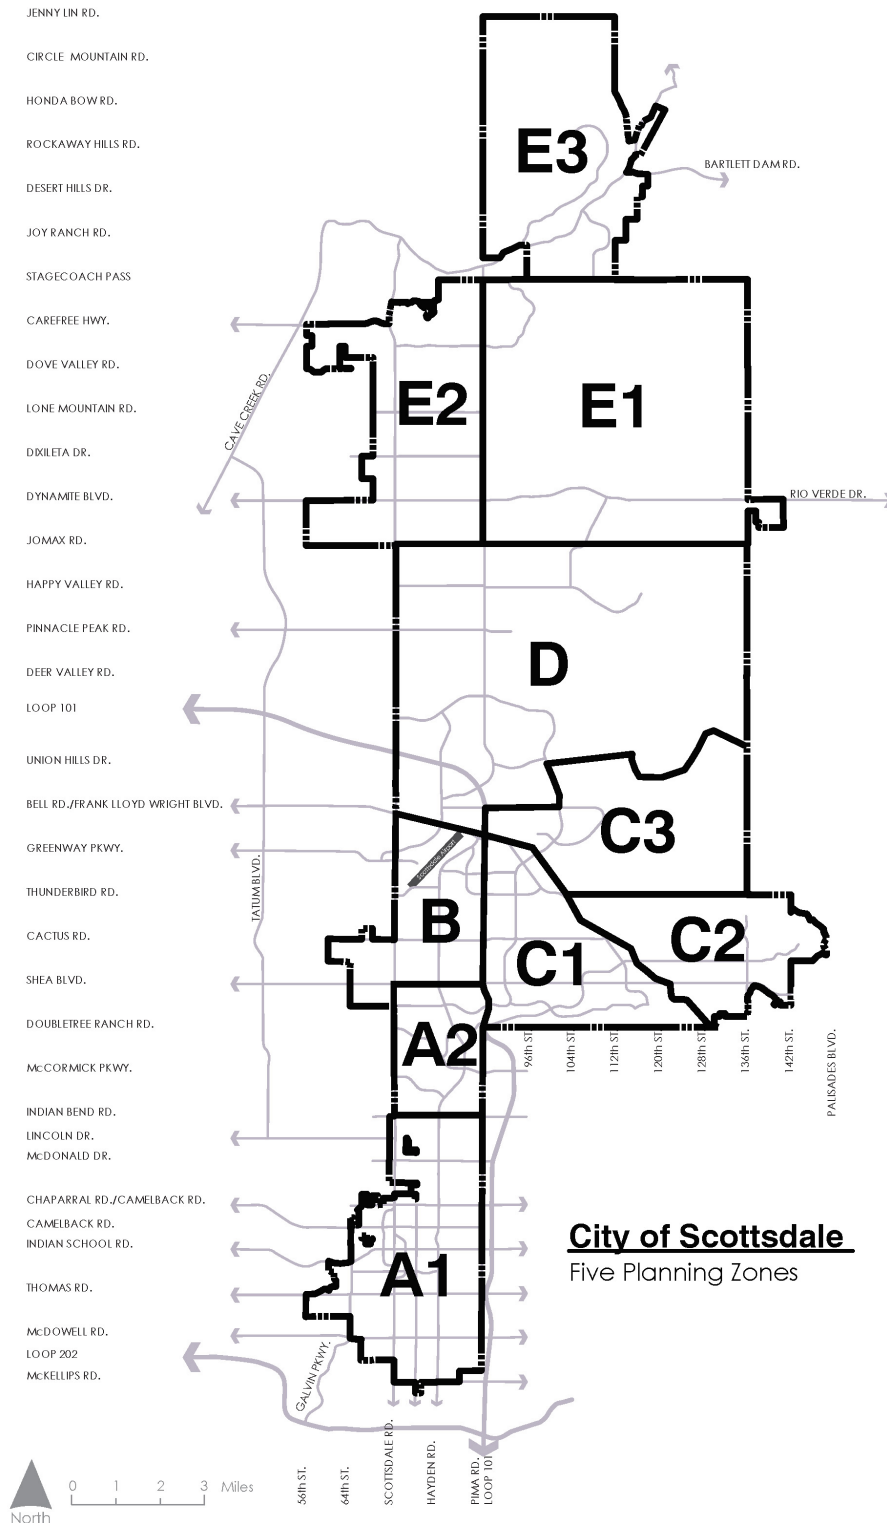 JENNY LIN RD.
CIRCLE MOUNTAIN RD.
HONDA BOW RD.
ROCKAWAY HILLS RD.
DESERT HILLS DR.
JOY RANCH RD.
STAGECOACH PASS
CAREFREE HWY.
DOVE VALLEY RD.
LONE MOUNTAIN RD.
DIXILETA DR.
DYNAMITE BLVD.
JOMAX RD.
HAPPY VALLEY RD.
PINNACLE PEAK RD.
DEER VALLEY RD.
LOOP 101
UNION HILLS DR.
BELL RD./FRANK LLOYD WRIGHT BLVD.
GREENWAY PKWY.
THUNDERBIRD RD.
CACTUS RD.
SHEA BLVD.
DOUBLETREE RANCH RD.
McCORMICK PKWY.
INDIAN BEND RD.
LINCOLN DR.
McDONALD DR.
CHAPARRAL RD./CAMELBACK RD.
CAMELBACK RD.
INDIAN SCHOOL RD.
THOMAS RD.
McDOWELL RD.
LOOP 202
McKELLIPS RD.
E3
BARTLETT DAM RD.
E2
E1
CAVE CREEK RD.
RIO VERDE DR.
D
C3
Scottsdale Airport
TATUM BLVD.
B
C2
C1
A2
96th ST.
104th ST.
112th ST.
120th ST.
128th ST.
136th ST.
142th ST.
PALISADES BLVD.
A1
City of Scottsdale
Five Planning Zones
GALVIN PKWY.
56th ST.
64th ST.
SCOTTSDALE RD.
HAYDEN RD.
PIMA RD.
LOOP 101
0 1 2 3 Miles
North